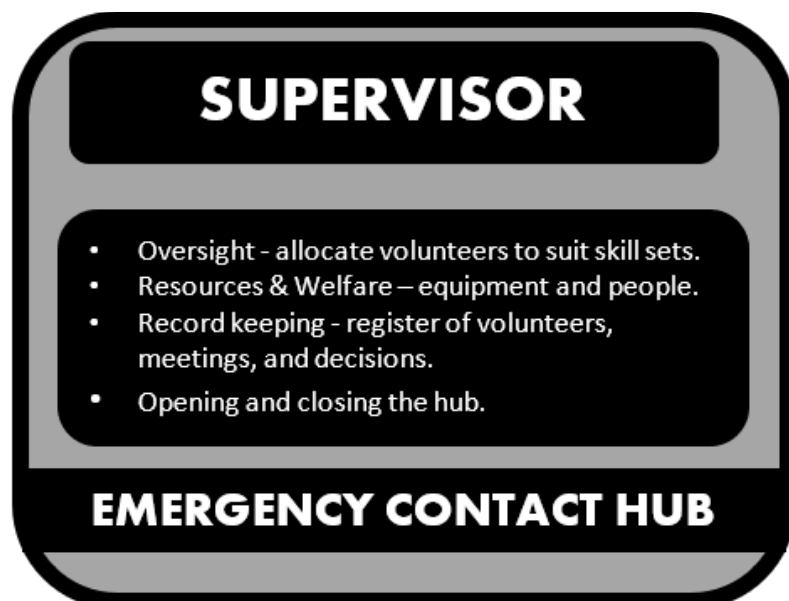 SUPERVISOR
• Oversight - allocate volunteers to suit skill sets.
• Resources & Welfare – equipment and people.
• Record keeping - register of volunteers,
meetings, and decisions.
• Opening and closing the hub.
EMERGENCY CONTACT HUB